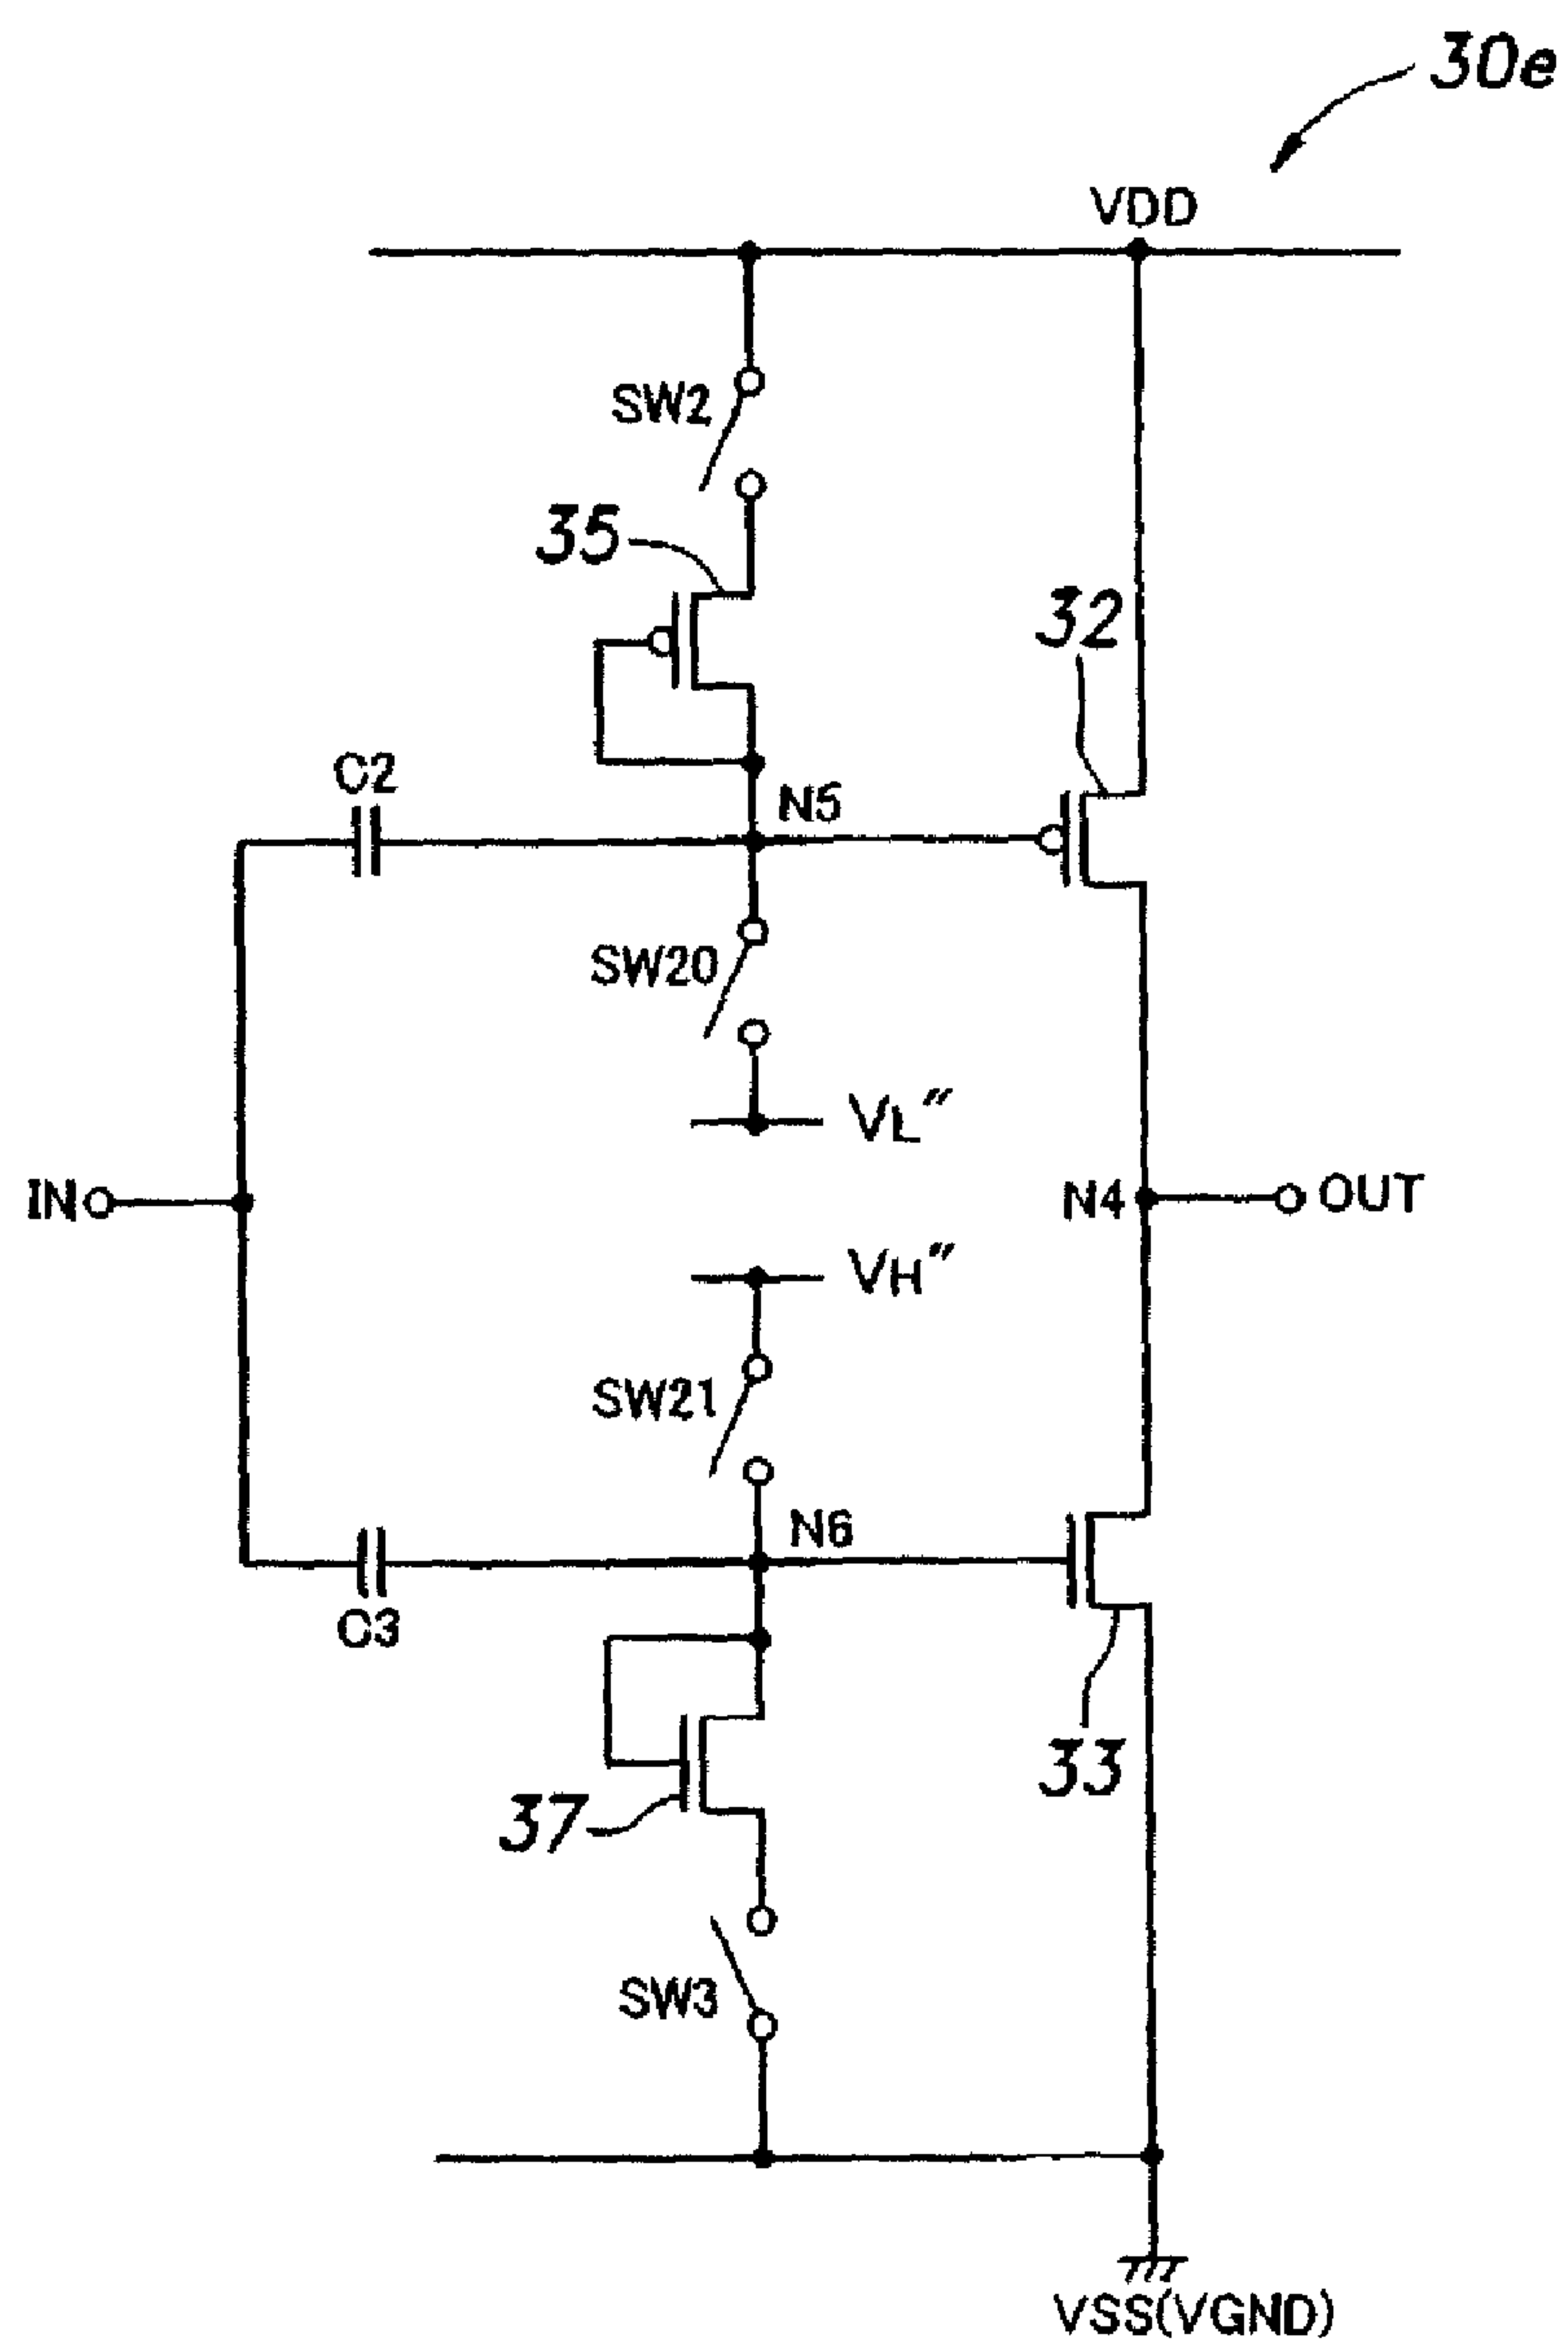 30e
VDD
SW2
35
32
C2
N5
SW20
VL"
IN
N4
OUT
VH"
SW21
N6
C3
33
37
SW3
VSS(VGND)